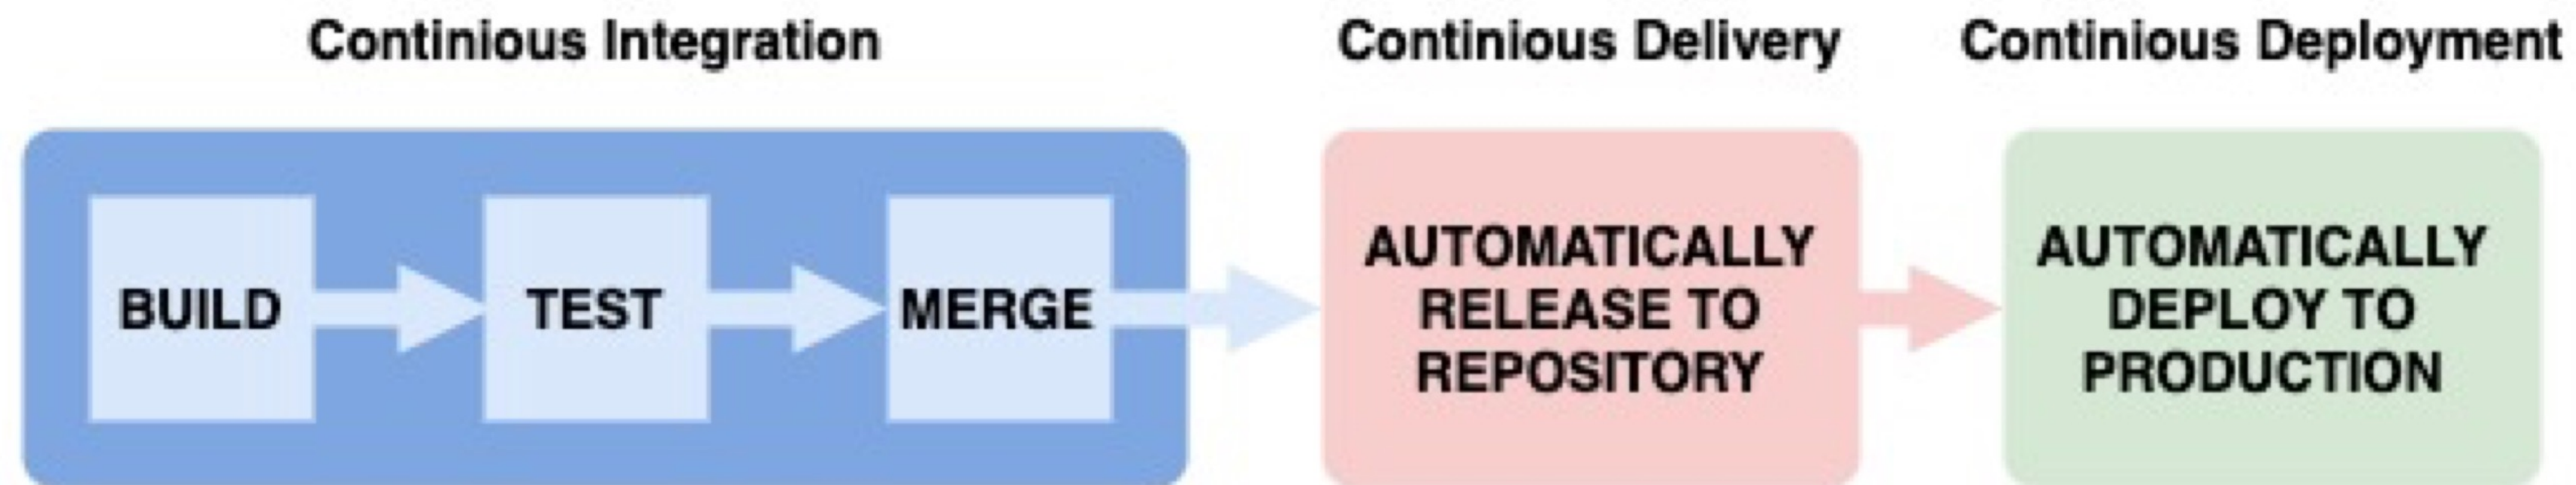 Continious Integration
Continious Delivery
Continious Deployment
BUILD
TEST
MERGE
AUTOMATICALLY
RELEASE TO
REPOSITORY
AUTOMATICALLY
DEPLOY TO
PRODUCTION